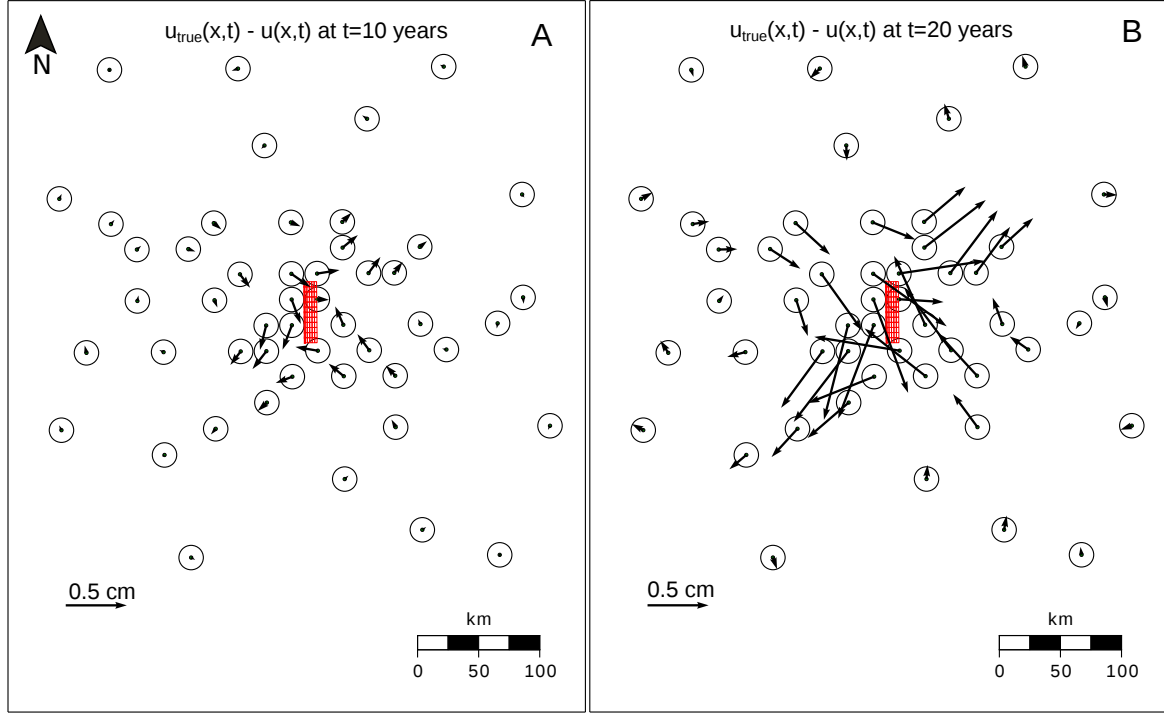 u_true(x,t) - u(x,t) at t=10 years
A
N
0.5 cm
km
0 50 100
u_true(x,t) - u(x,t) at t=20 years
B
0.5 cm
km
0 50 100